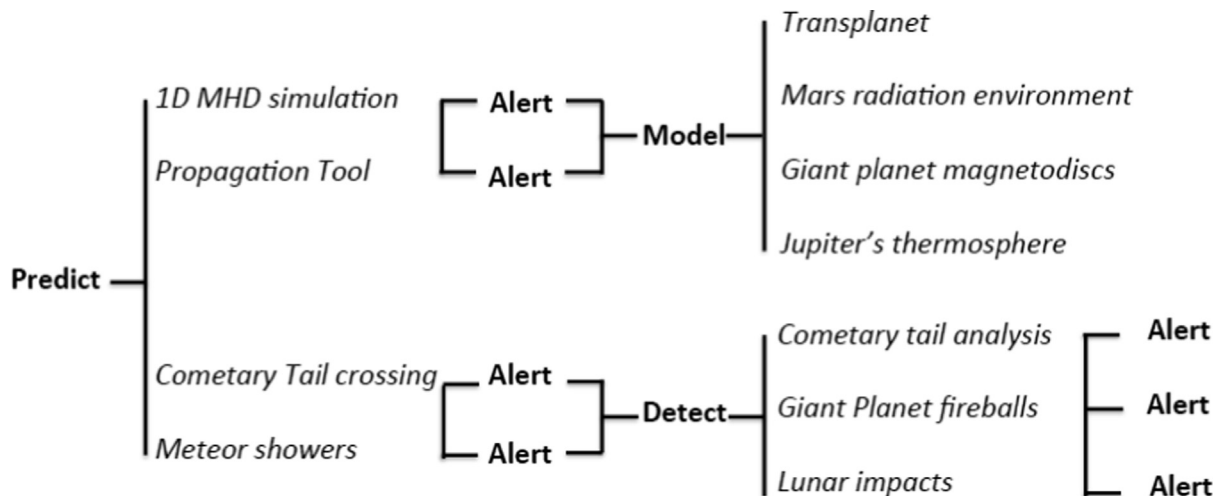 Transplanet
1D MHD simulation
Alert
Mars radiation environment
Model
Propagation Tool
Alert
Giant planet magnetodiscs
Jupiter's thermosphere
Predict
Cometary tail analysis
Alert
Cometary Tail crossing
Alert
Detect
Giant Planet fireballs
Alert
Meteor showers
Alert
Lunar impacts
Alert